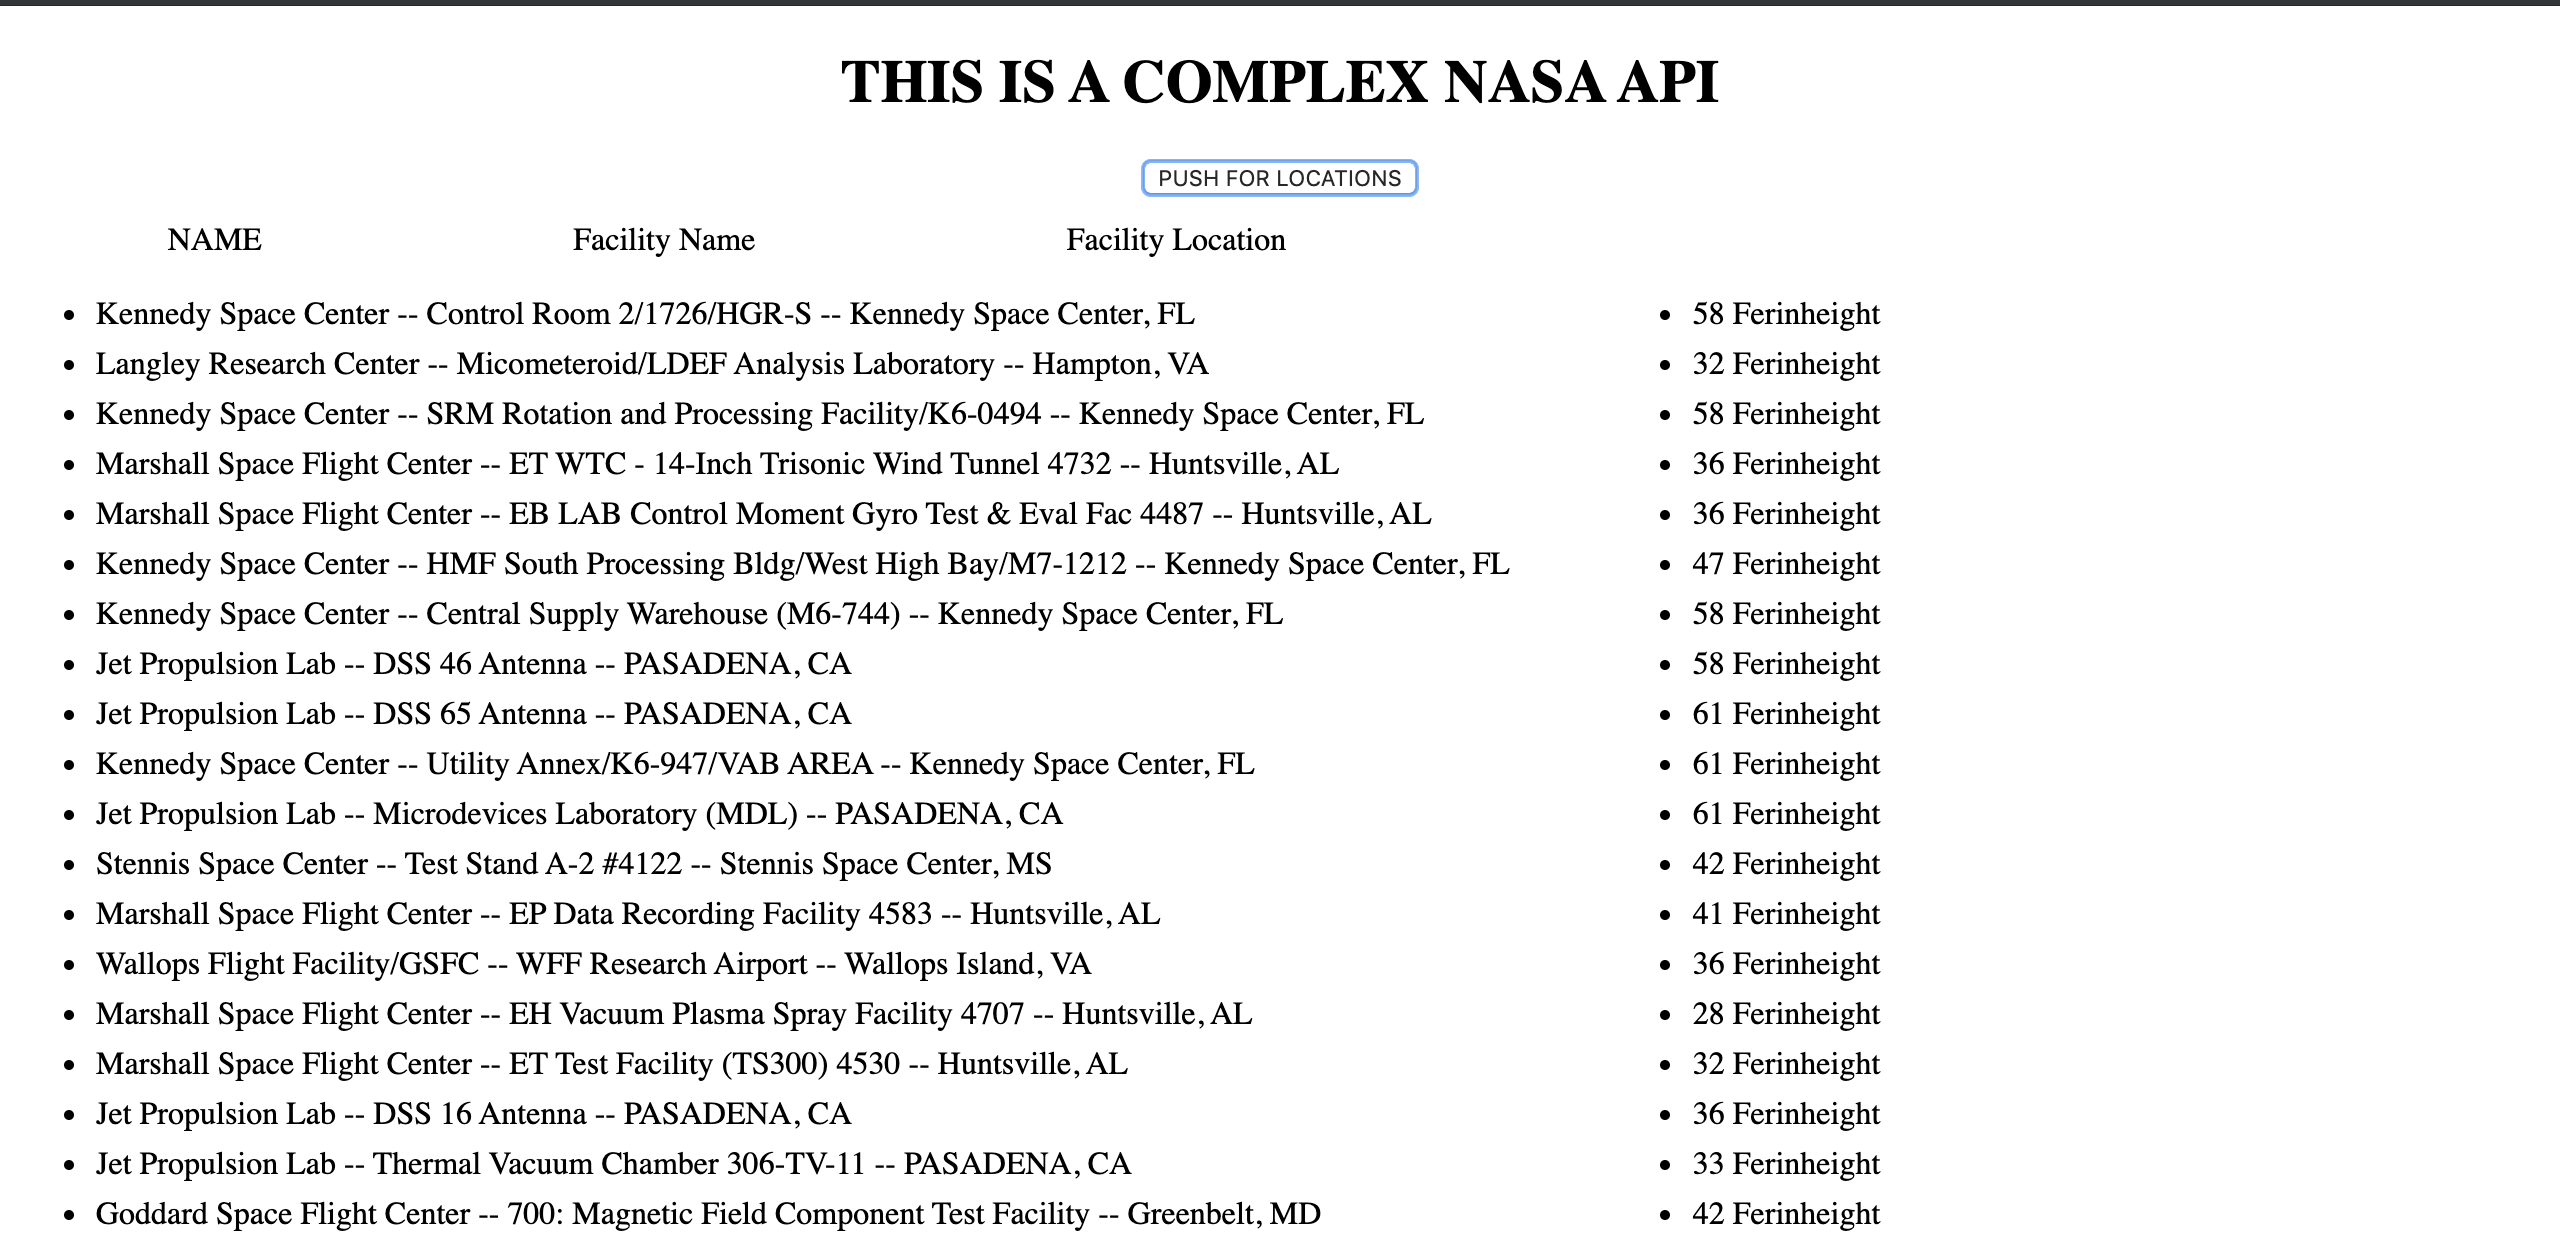 THIS IS A COMPLEX NASA API
PUSH FOR LOCATIONS
NAME Facility Name Facility Location
• Kennedy Space Center -- Control Room 2/1726/HGR-S -- Kennedy Space Center, FL • 58 Ferinheight
• Langley Research Center -- Micometeroid/LDEF Analysis Laboratory -- Hampton, VA • 32 Ferinheight
• Kennedy Space Center -- SRM Rotation and Processing Facility/K6-0494 -- Kennedy Space Center, FL • 58 Ferinheight
• Marshall Space Flight Center -- ET WTC - 14-Inch Trisonic Wind Tunnel 4732 -- Huntsville, AL • 36 Ferinheight
• Marshall Space Flight Center -- EB LAB Control Moment Gyro Test & Eval Fac 4487 -- Huntsville, AL • 36 Ferinheight
• Kennedy Space Center -- HMF South Processing Bldg/West High Bay/M7-1212 -- Kennedy Space Center, FL • 47 Ferinheight
• Kennedy Space Center -- Central Supply Warehouse (M6-744) -- Kennedy Space Center, FL • 58 Ferinheight
• Jet Propulsion Lab -- DSS 46 Antenna -- PASADENA, CA • 58 Ferinheight
• Jet Propulsion Lab -- DSS 65 Antenna -- PASADENA, CA • 61 Ferinheight
• Kennedy Space Center -- Utility Annex/K6-947/VAB AREA -- Kennedy Space Center, FL • 61 Ferinheight
• Jet Propulsion Lab -- Microdevices Laboratory (MDL) -- PASADENA, CA • 61 Ferinheight
• Stennis Space Center -- Test Stand A-2 #4122 -- Stennis Space Center, MS • 42 Ferinheight
• Marshall Space Flight Center -- EP Data Recording Facility 4583 -- Huntsville, AL • 41 Ferinheight
• Wallops Flight Facility/GSFC -- WFF Research Airport -- Wallops Island, VA • 36 Ferinheight
• Marshall Space Flight Center -- EH Vacuum Plasma Spray Facility 4707 -- Huntsville, AL • 28 Ferinheight
• Marshall Space Flight Center -- ET Test Facility (TS300) 4530 -- Huntsville, AL • 32 Ferinheight
• Jet Propulsion Lab -- DSS 16 Antenna -- PASADENA, CA • 36 Ferinheight
• Jet Propulsion Lab -- Thermal Vacuum Chamber 306-TV-11 -- PASADENA, CA • 33 Ferinheight
• Goddard Space Flight Center -- 700: Magnetic Field Component Test Facility -- Greenbelt, MD • 42 Ferinheight